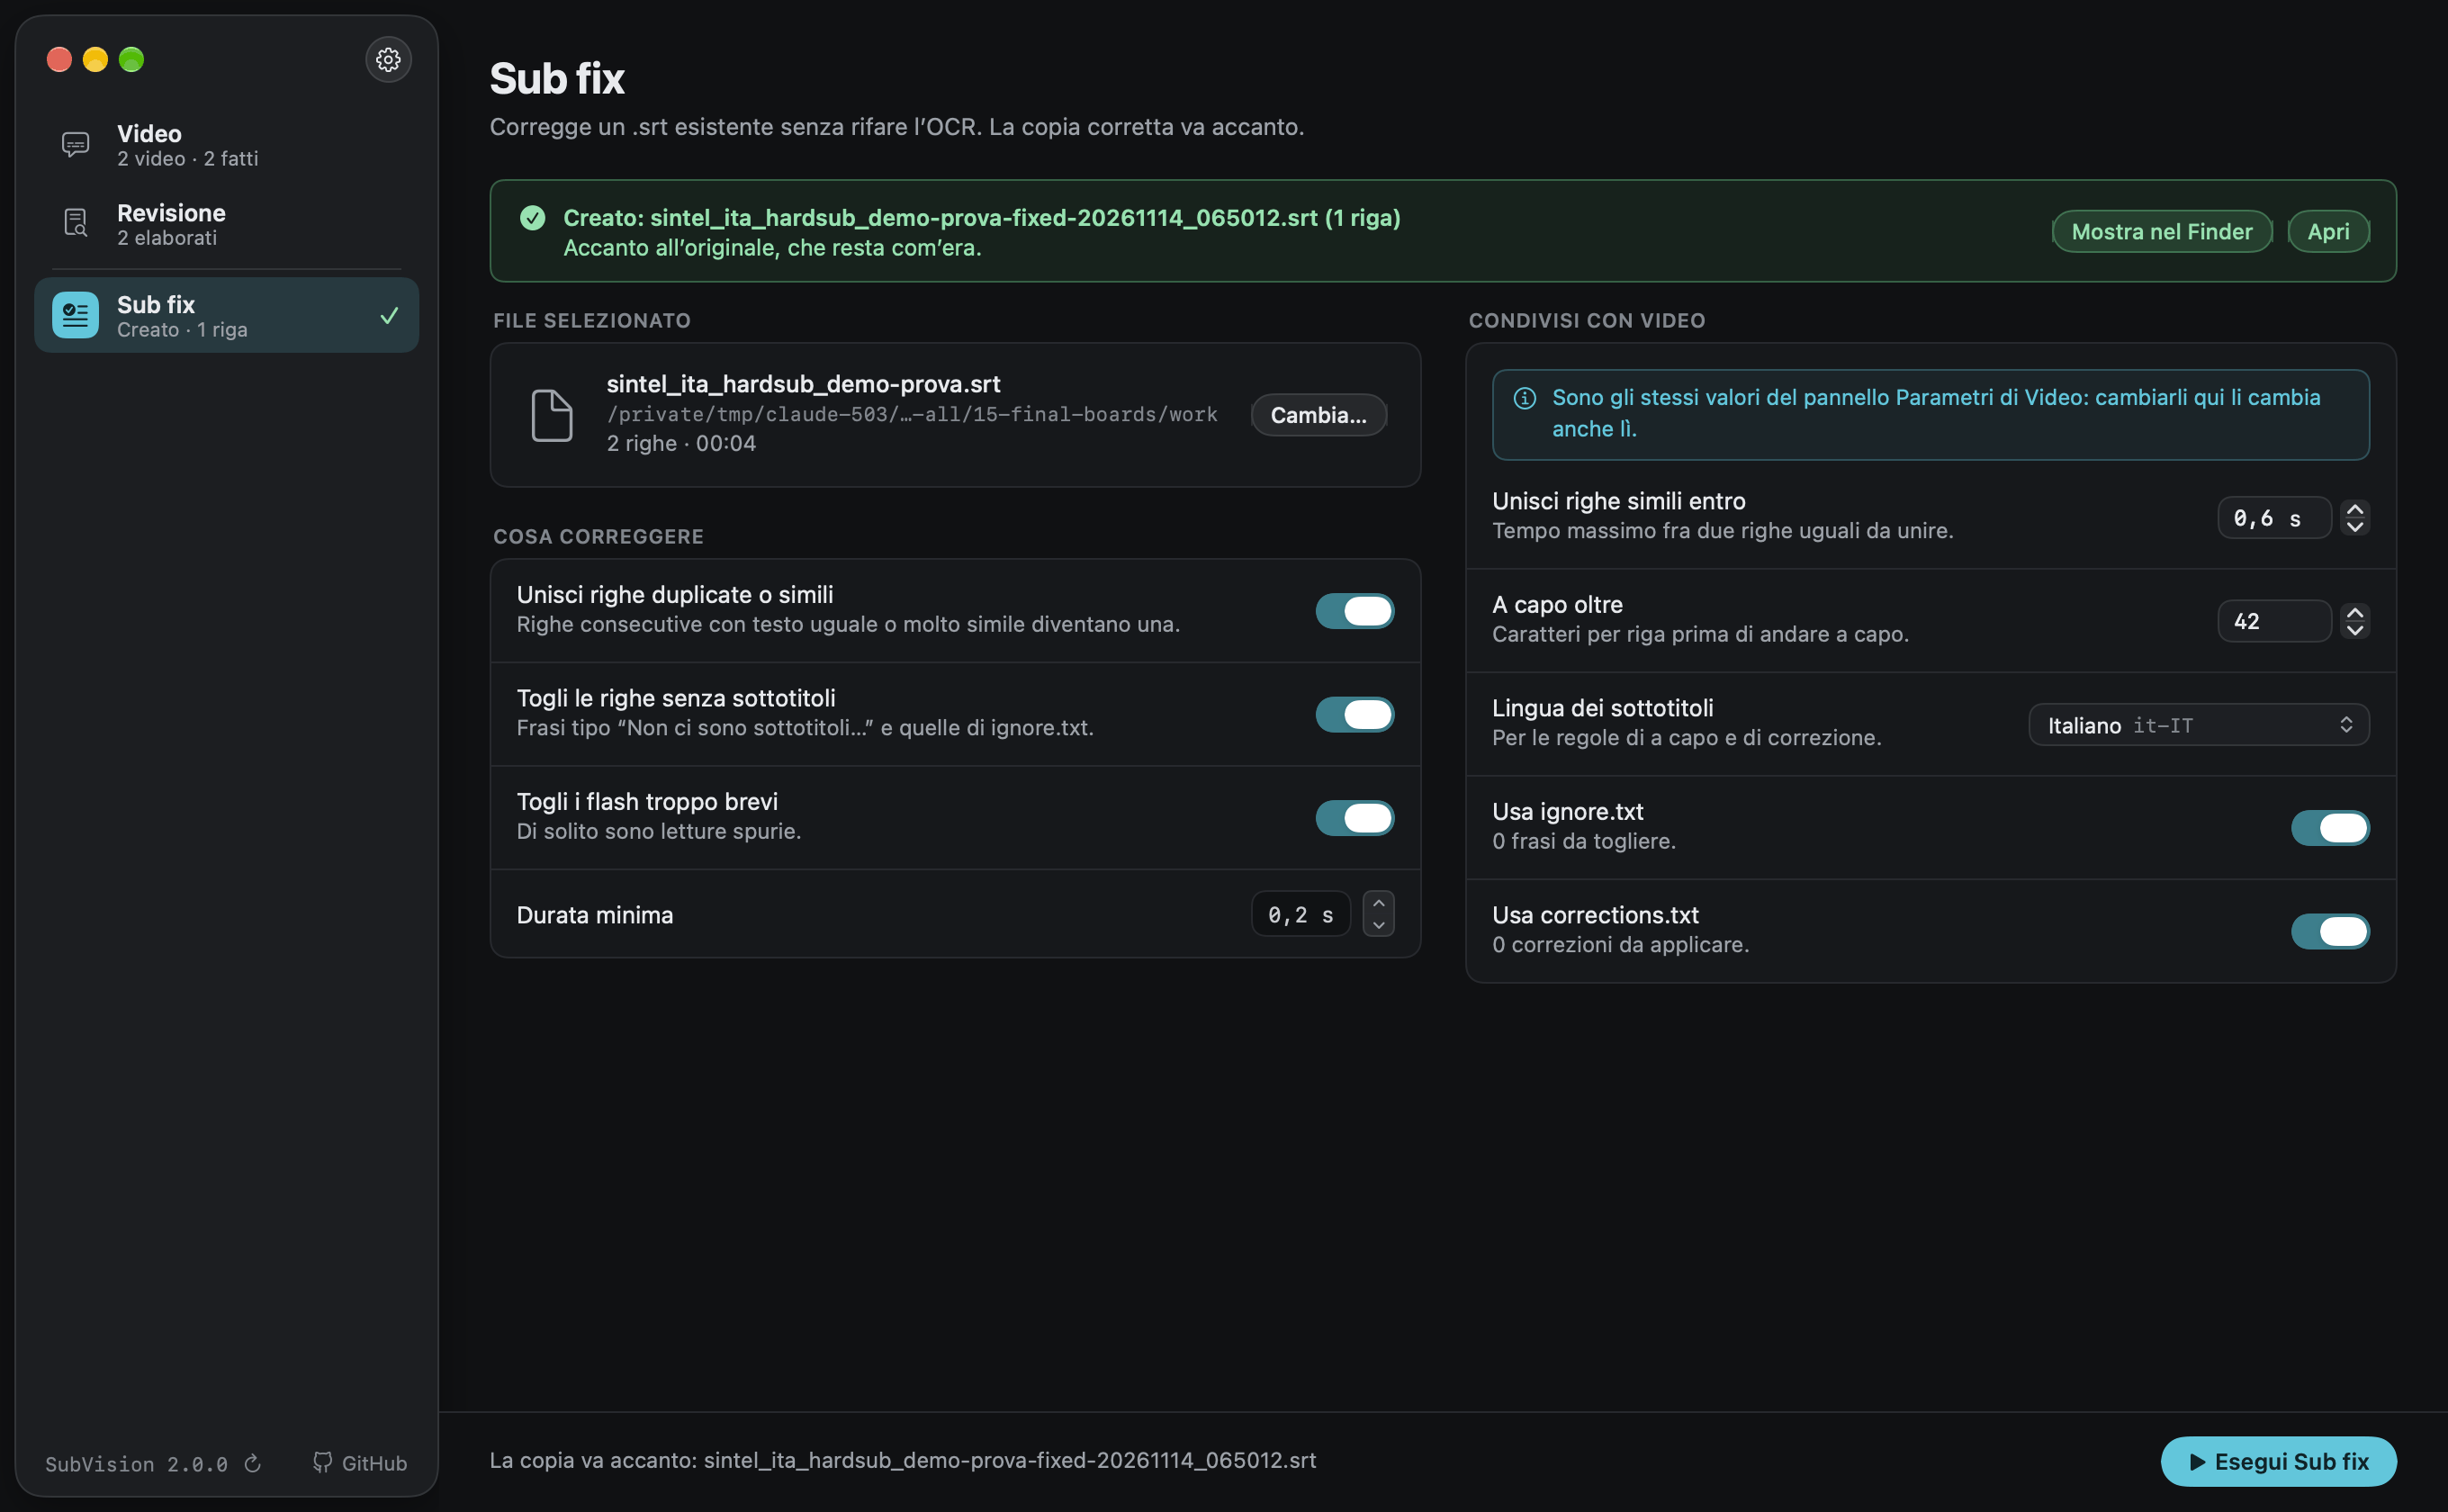 Video
2 video · 2 fatti
Revisione
2 elaborati
Sub fix
Creato · 1 riga
SubVision 2.0.0
GitHub
Sub fix
Corregge un .srt esistente senza rifare l’OCR. La copia corretta va accanto.
Creato: sintel_ita_hardsub_demo-prova-fixed-20261114_065012.srt (1 riga)
Accanto all’originale, che resta com’era.
Mostra nel Finder
Apri
FILE SELEZIONATO
sintel_ita_hardsub_demo-prova.srt
/private/tmp/claude-503/…-all/15-final-boards/work
2 righe · 00:04
Cambia…
COSA CORREGGERE
Unisci righe duplicate o simili
Righe consecutive con testo uguale o molto simile diventano una.
Togli le righe senza sottotitoli
Frasi tipo “Non ci sono sottotitoli…” e quelle di ignore.txt.
Togli i flash troppo brevi
Di solito sono letture spurie.
Durata minima
0,2 s
CONDIVISI CON VIDEO
Sono gli stessi valori del pannello Parametri di Video: cambiarli qui li cambia
anche lì.
Unisci righe simili entro
Tempo massimo fra due righe uguali da unire.
0,6 s
A capo oltre
Caratteri per riga prima di andare a capo.
42
Lingua dei sottotitoli
Per le regole di a capo e di correzione.
Italiano it-IT
Usa ignore.txt
0 frasi da togliere.
Usa corrections.txt
0 correzioni da applicare.
La copia va accanto: sintel_ita_hardsub_demo-prova-fixed-20261114_065012.srt
Esegui Sub fix